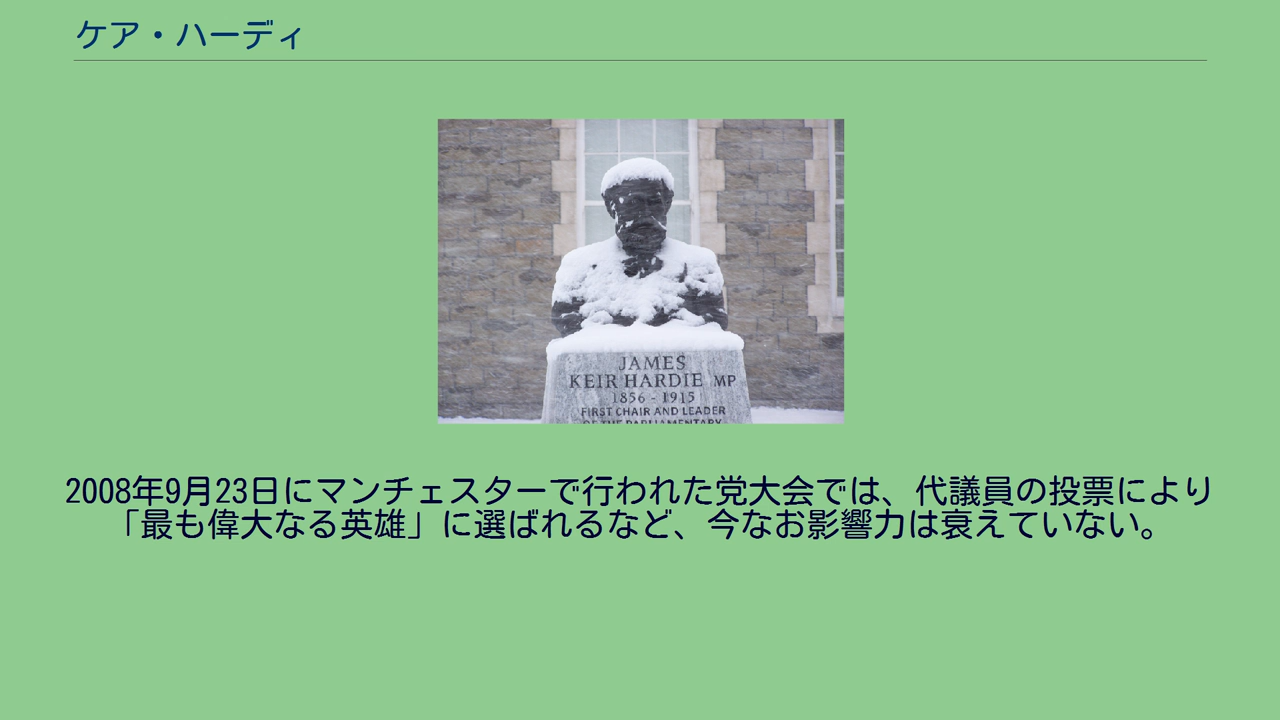 ケア・ハーディ
JAMES
KEIR HARDIE MP
1856 - 1915
FIRST CHAIR AND LEADER
OF THE PARLIAMENTARY
2008年9月23日にマンチェスターで行われた党大会では、代議員の投票により
「最も偉大なる英雄」に選ばれるなど、今なお影響力は衰えていない。